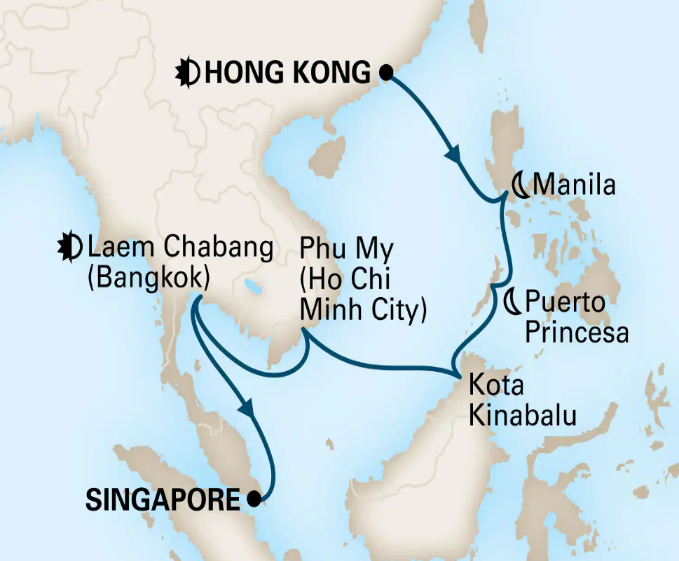 HONG KONG
Manila
Laem Chabang
(Bangkok)
Phu My
(Ho Chi
Minh City)
Puerto
Princesa
Kota
Kinabalu
SINGAPORE